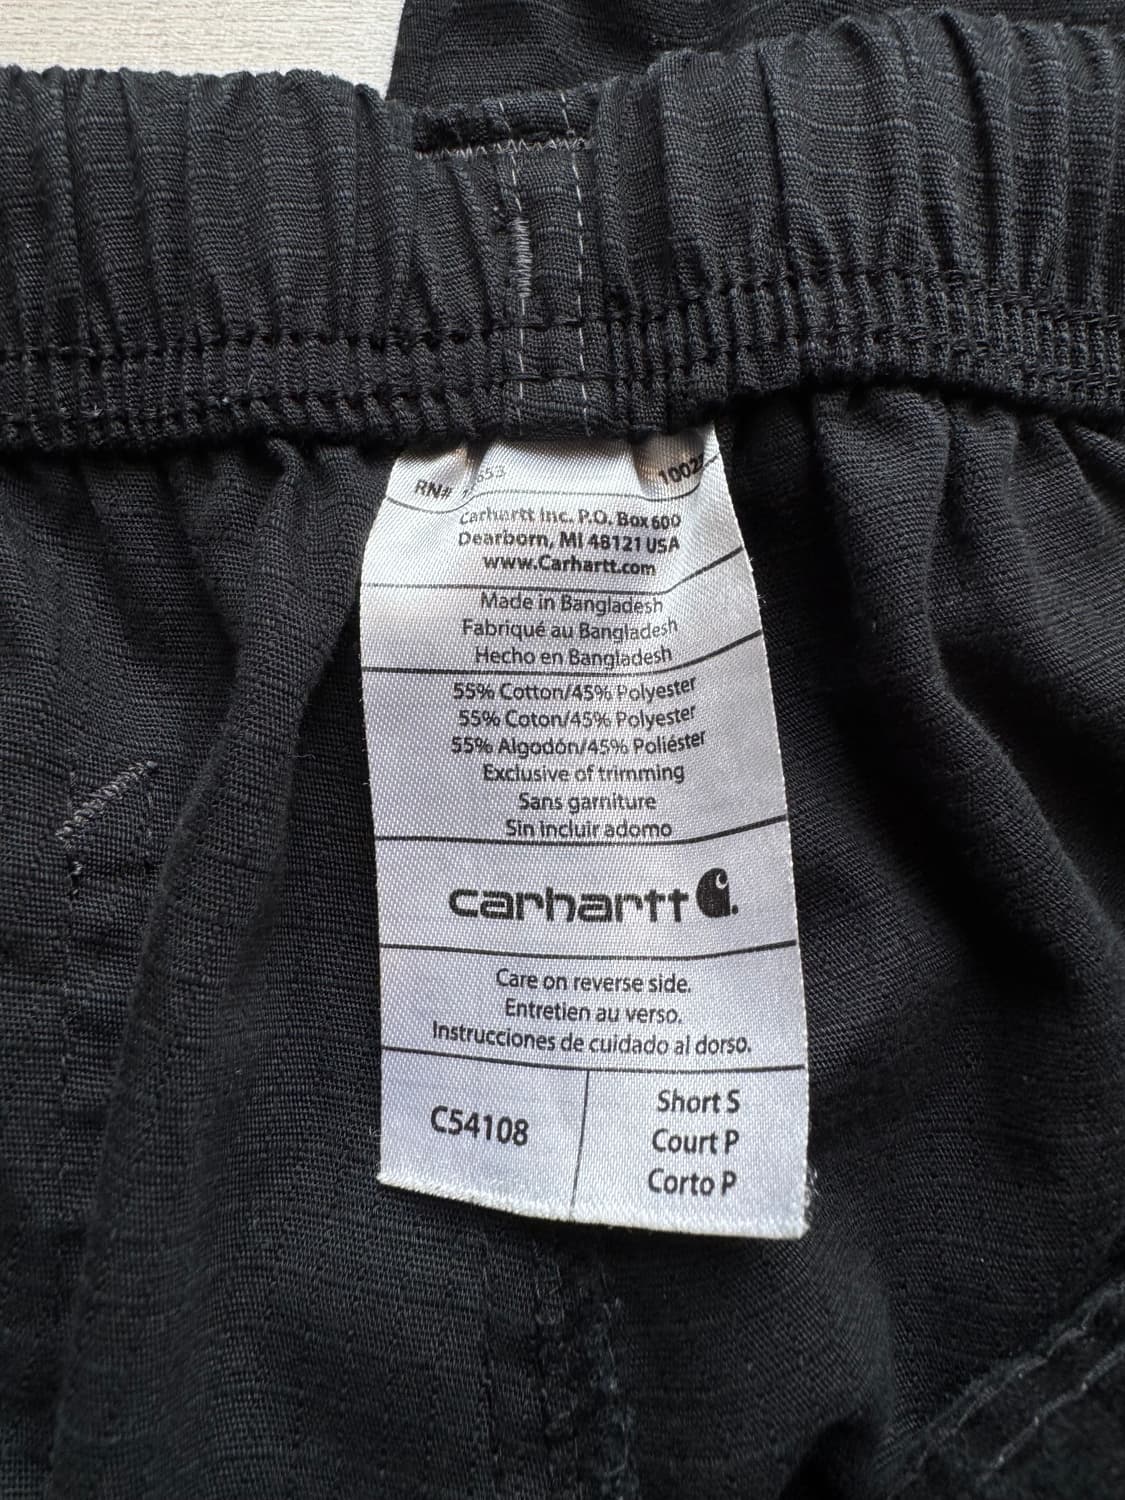 RN#
Carhartt Inc. P.O. Box 600
Dearborn, MI 48121 USA
www.Carhartt.com
Made in Bangladesh
Fabriqué au Bangladesh
Hecho en Bangladesh
55% Cotton/45% Polyester
55% Coton/45% Polyester
55% Algodón/45% Poliéster
Exclusive of trimming
Sans garniture
Sin incluir adorno
carhartt
Care on reverse side.
Entretien au verso.
Instrucciones de cuidado al dorso.
C54108
Short S
Court P
Corto P